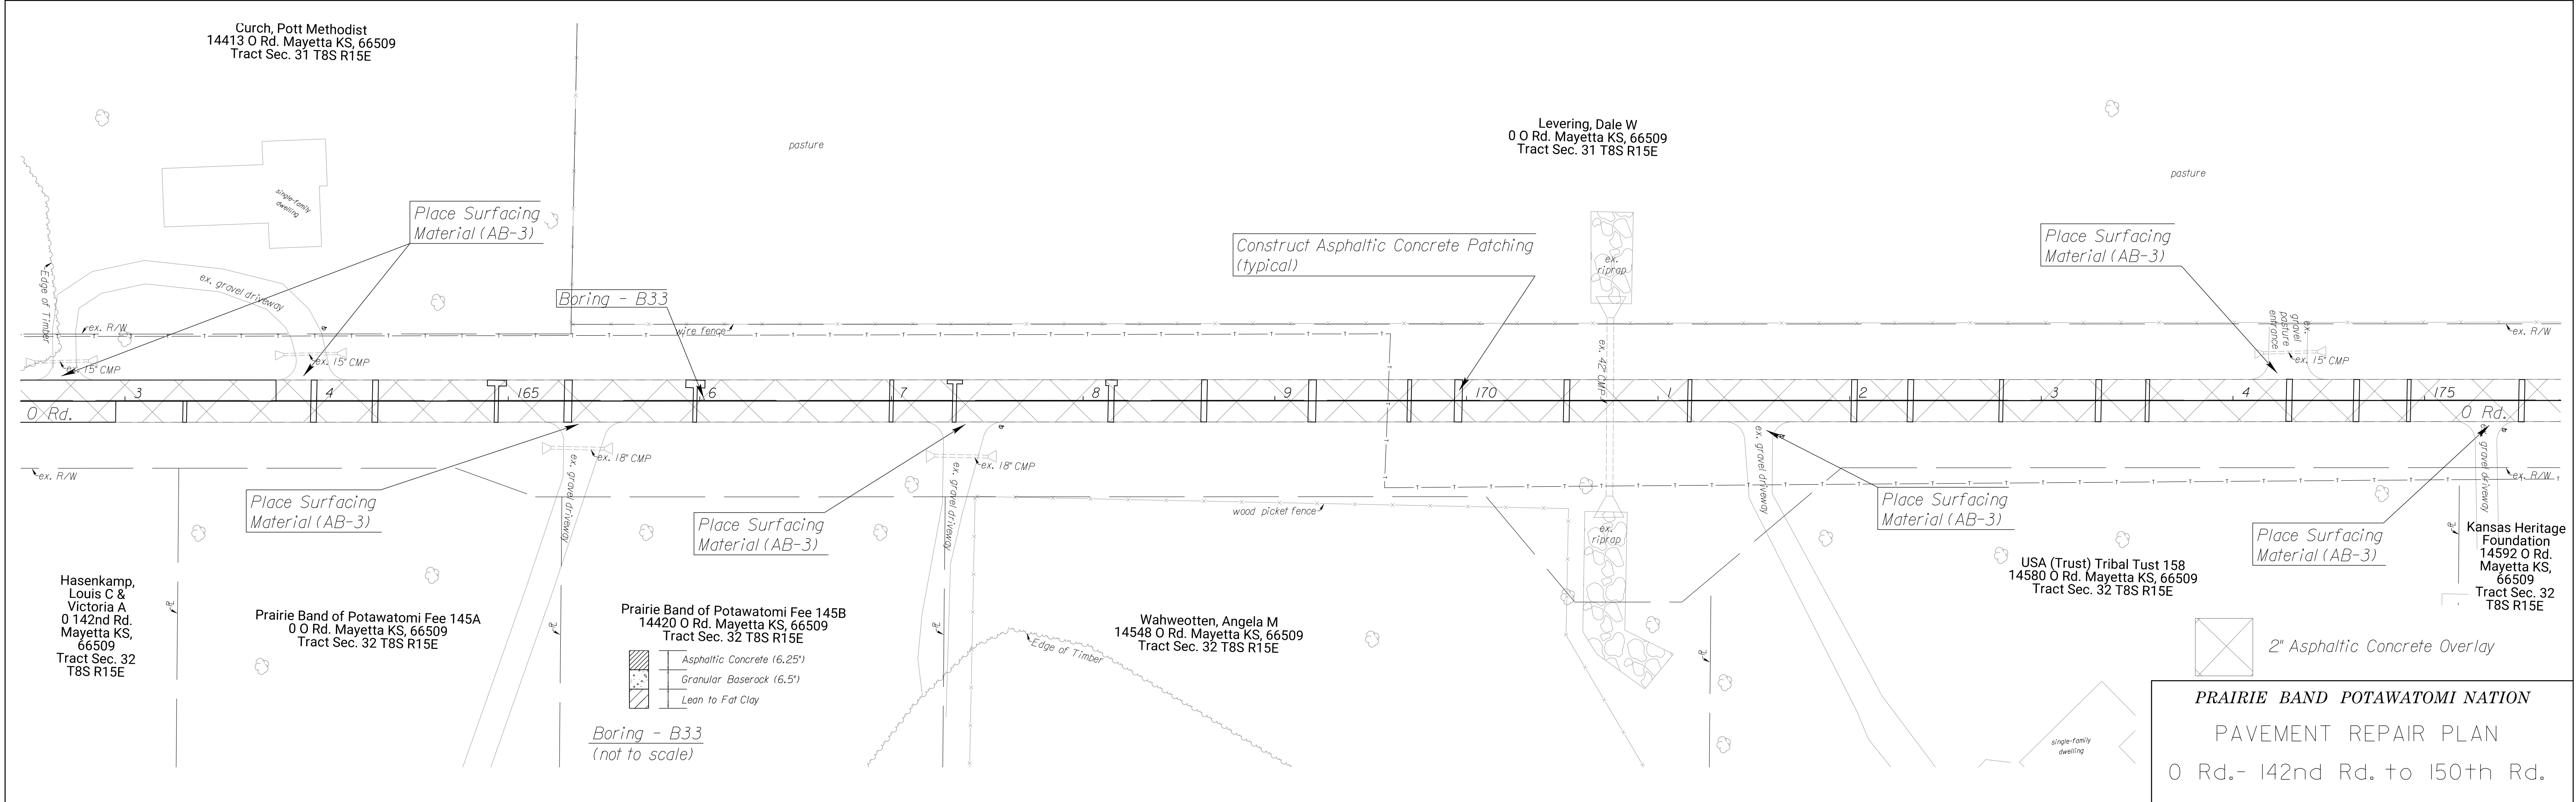 Curch, Pott Methodist
14413 O Rd. Mayetta KS, 66509
Tract Sec. 31 T8S R15E
pasture
Levering, Dale W
0 O Rd. Mayetta KS, 66509
Tract Sec. 31 T8S R15E
pasture
single-family
dwelling
Place Surfacing
Material (AB-3)
Construct Asphaltic Concrete Patching
(typical)
Place Surfacing
Material (AB-3)
ex.
riprap
Edge of Timber
ex. gravel driveway
Boring - B33
ex. R/W
wire fence
ex. gravel
pasture
entrance
ex. R/W
ex. 15" CMP
ex. 15" CMP
ex. 42" CMP
ex. 15" CMP
3
4
165
6
7
8
9
170
1
2
3
4
175
O Rd.
O Rd.
ex. R/W
ex. 18" CMP
ex. gravel driveway
ex. 18" CMP
ex. gravel driveway
ex. gravel driveway
ex. gravel driveway
ex. R/W
Place Surfacing
Material (AB-3)
Place Surfacing
Material (AB-3)
wood picket fence
Place Surfacing
Material (AB-3)
ex.
riprap
Place Surfacing
Material (AB-3)
Kansas Heritage
Foundation
14592 O Rd.
Mayetta KS,
66509
Tract Sec. 32
T8S R15E
Hasenkamp,
Louis C &
Victoria A
0 142nd Rd.
Mayetta KS,
66509
Tract Sec. 32
T8S R15E
Prairie Band of Potawatomi Fee 145A
0 O Rd. Mayetta KS, 66509
Tract Sec. 32 T8S R15E
Prairie Band of Potawatomi Fee 145B
14420 O Rd. Mayetta KS, 66509
Tract Sec. 32 T8S R15E
Wahweotten, Angela M
14548 O Rd. Mayetta KS, 66509
Tract Sec. 32 T8S R15E
USA (Trust) Tribal Tust 158
14580 O Rd. Mayetta KS, 66509
Tract Sec. 32 T8S R15E
Asphaltic Concrete (6.25")
Granular Baserock (6.5")
Lean to Fat Clay
Boring - B33
(not to scale)
Edge of Timber
2" Asphaltic Concrete Overlay
single-family
dwelling
PRAIRIE BAND POTAWATOMI NATION
PAVEMENT REPAIR PLAN
O Rd.- 142nd Rd. to 150th Rd.